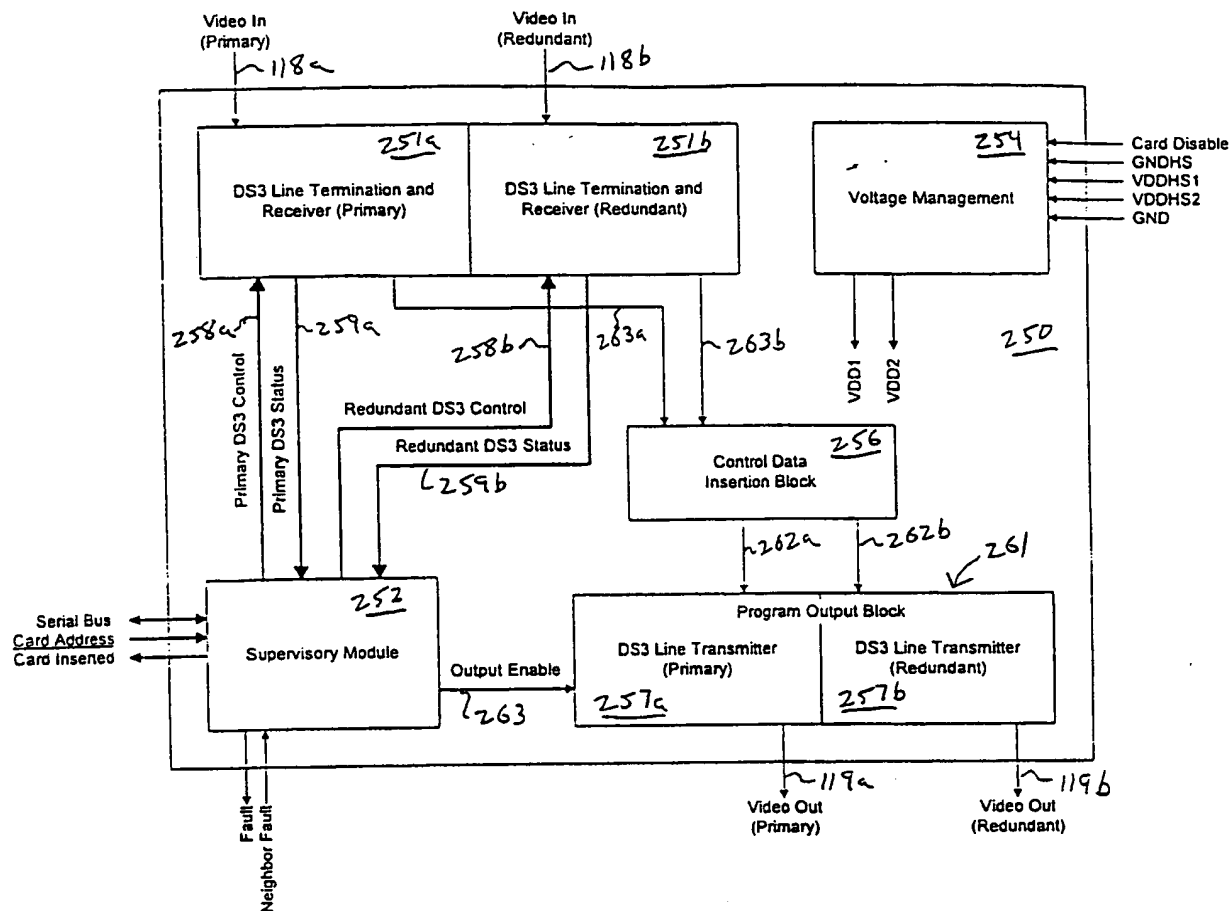 Video In
(Primary)
Video In
(Redundant)
118a
118b
251a
DS3 Line Termination and
Receiver (Primary)
251b
DS3 Line Termination and
Receiver (Redundant)
254
Voltage Management
Card Disable
GNDHS
VDDHS1
VDDHS2
GND
258a
259a
258b
263a
263b
250
VDD1
VDD2
Primary DS3 Control
Primary DS3 Status
Redundant DS3 Control
Redundant DS3 Status
259b
256
Control Data
Insertion Block
262a
262b
261
252
Supervisory Module
Serial Bus
Card Address
Card Inserted
Output Enable
263
Program Output Block
DS3 Line Transmitter
(Primary)
257a
DS3 Line Transmitter
(Redundant)
257b
Fault
Neighbor Fault
119a
119b
Video Out
(Primary)
Video Out
(Redundant)